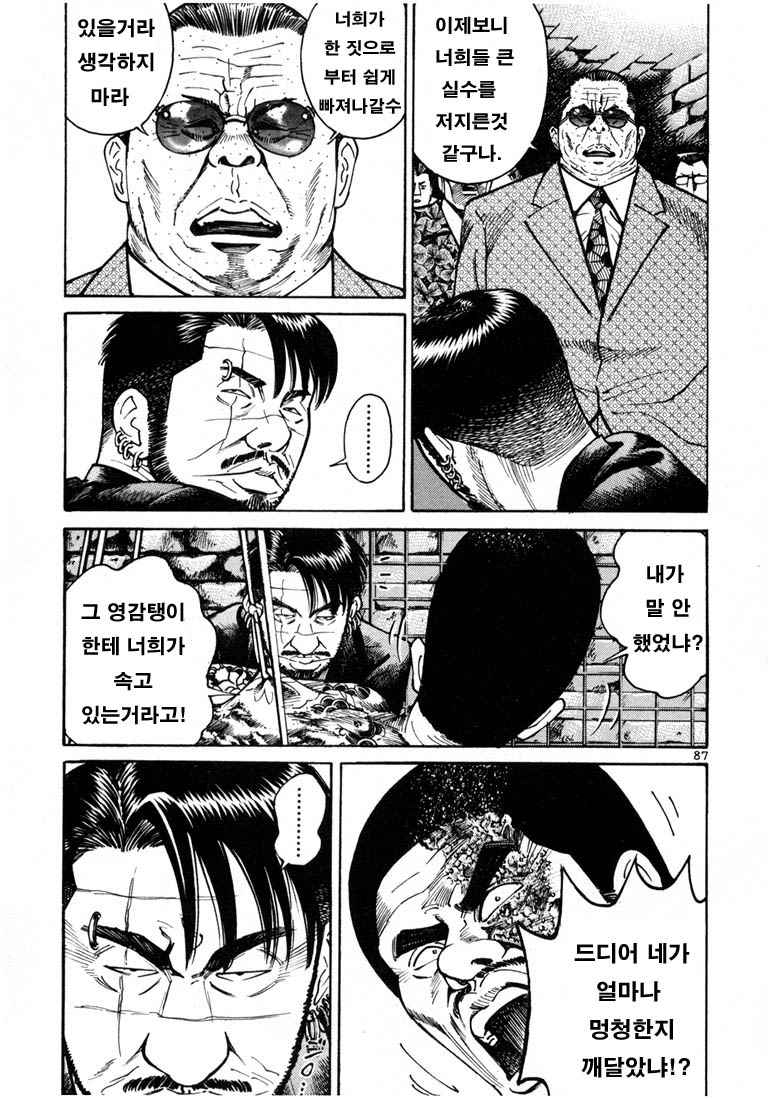 이제보니
너희들 큰
실수를
저지른것
같구나.
너희가
한 짓으로
부터 쉽게
빠져나갈수
있을거라
생각하지
마라
.........
내가
말 안
했었냐?
그 영감탱이
한테 너희가
속고
있는거라고!
87
드디어 네가
얼마나
멍청한지
깨달았냐!?
.........